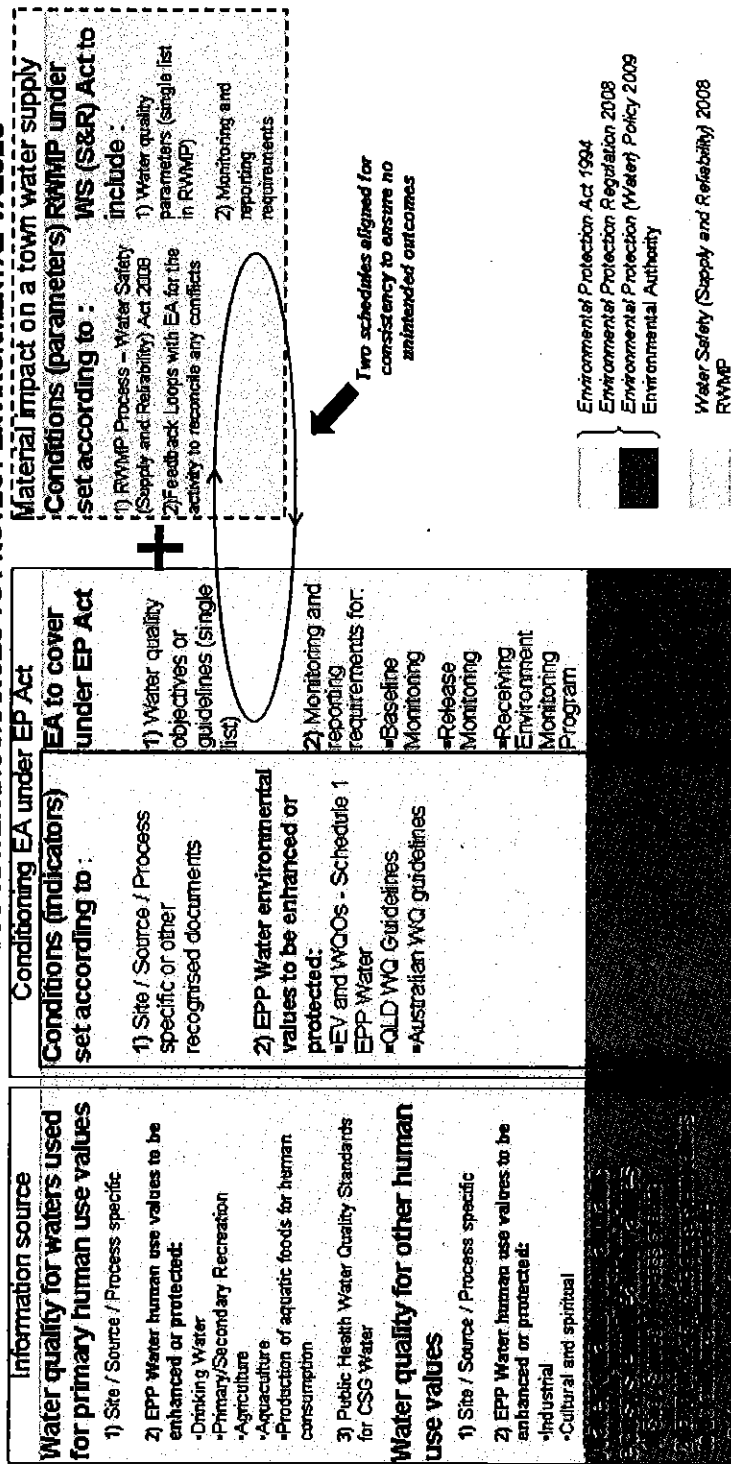 Information source
Water quality for waters used
for primary human use values
1) Site / Source / Process specific
2) EPP Water human use values to be
enhanced or protected:
▪Drinking Water
▪Primary/Secondary Recreation
▪Agriculture
▪Aquaculture
▪Production of aquatic foods for human
consumption
3) Public Health Water Quality Standards
for CSG Water
Water quality for other human
use values
1) Site / Source / Process specific
2) EPP Water human use values to be
enhanced or protected:
▪Industrial
▪Cultural and spiritual
Conditioning EA under EP Act
Conditions (indicators)
set according to :
1) Site / Source / Process
specific or other
recognised documents
2) EPP Water environmental
values to be enhanced or
protected:
▪EV and WQOs - Schedule 1
EPP Water
▪QLD WQ Guidelines
▪Australian WQ guidelines
EA to cover
under EP Act
1) Water quality
objectives or
guidelines (single
list)
2) Monitoring and
reporting
requirements for:
▪Baseline
Monitoring
▪Release
Monitoring
▪Receiving
Environment
Monitoring
Program
+
Material impact on a town water supply
Conditions (parameters)
set according to :
1) RWMP Process – Water Safety
(Supply and Reliability) Act 2008
2)Feedback Loops with EA for the
activity to reconcile any conflicts
RWMP under
WS (S&R) Act to
include :
1) Water quality
parameters (single list
in RWMP)
2) Monitoring and
reporting
requirements
Two schedules aligned for
consistency to ensure no
unintended outcomes
Environmental Protection Act 1994
Environmental Protection Regulation 2008
Environmental Protection (Water) Policy 2009
Environmental Authority
Water Safety (Supply and Reliability) 2008
RWMP